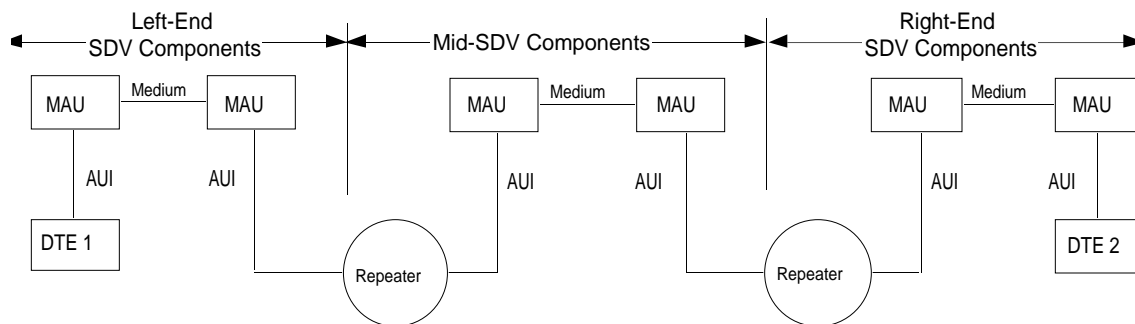 Left-End
SDV Components
Mid-SDV Components
Right-End
SDV Components
MAU
Medium
MAU
MAU
Medium
MAU
MAU
Medium
MAU
AUI
AUI
AUI
AUI
AUI
AUI
DTE 1
Repeater
Repeater
DTE 2